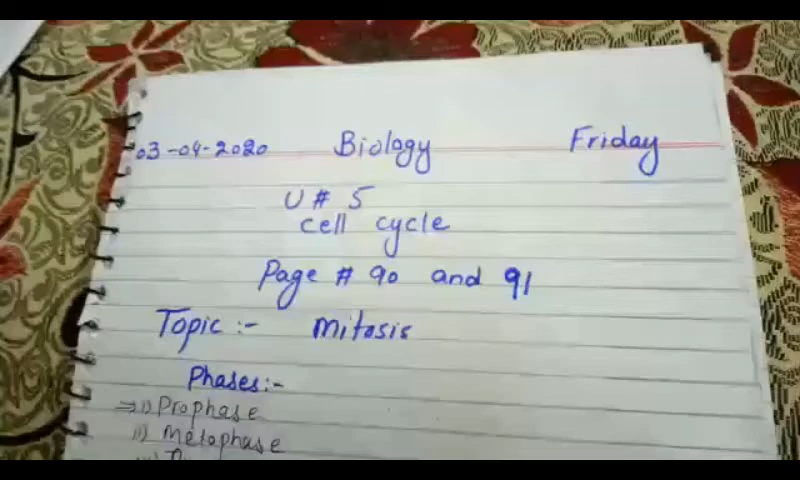 03-04-2020 Biology Friday
U # 5
Cell cycle
Page # 90 and 91
Topic :- Mitosis
Phases:-
⇒ i) Prophase
ii) Metaphase